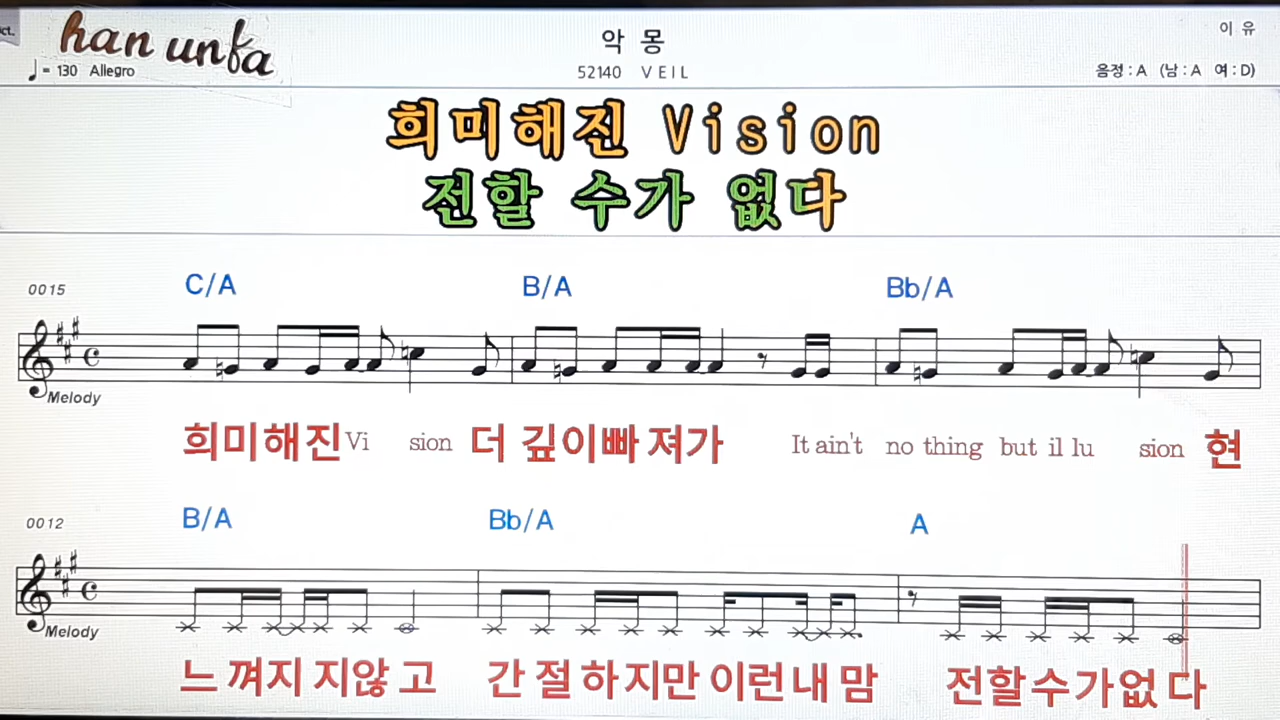 ct.
han unfa
♩= 130 Allegro
악 몽
52140 VEIL
이 유
음정 : A (남 : A 여 : D)
희미해진 Vision
전할 수가 없다
0015
C/A B/A Bb/A
Melody
희미해진 Vi sion 더 깊이빠 져가 It ain't no thing but il lu sion 현
0012
B/A Bb/A A
Melody
느 껴지 지않 고 간 절 하지만 이런내 맘 전할수가없 다